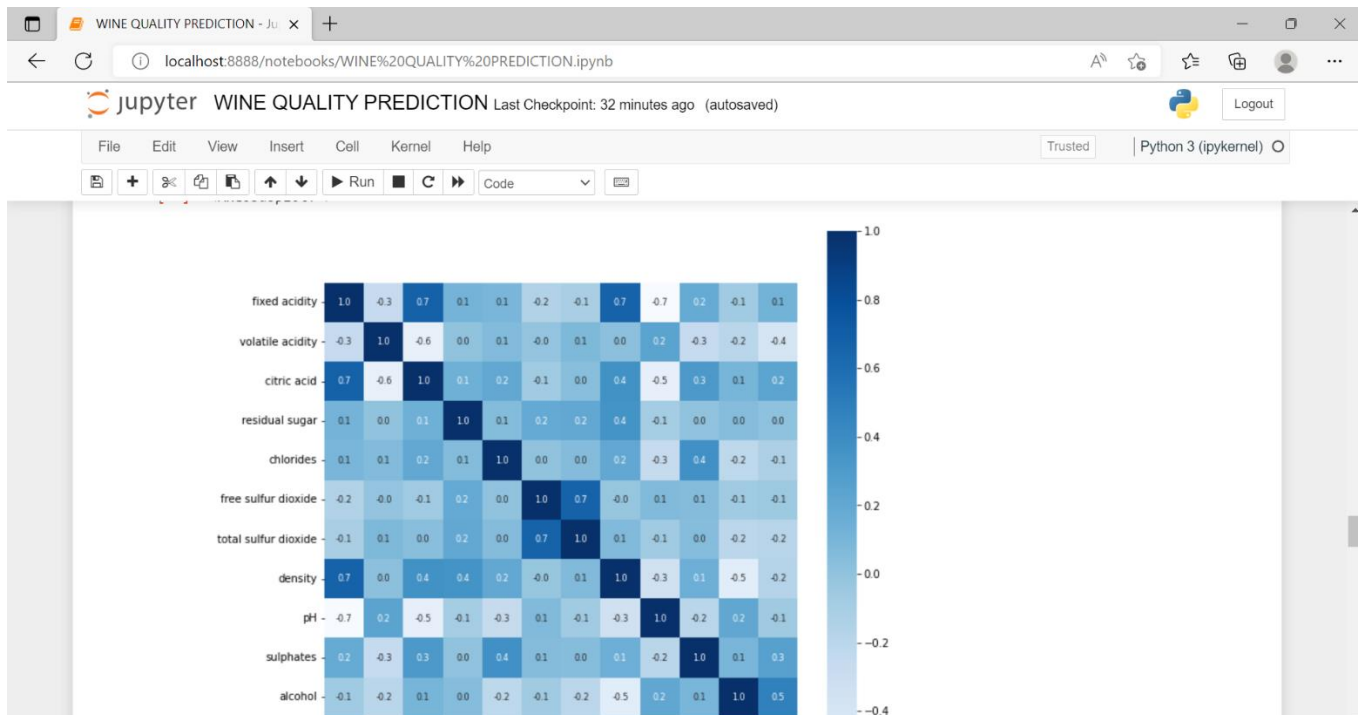 WINE QUALITY PREDICTION - Ju
localhost:8888/notebooks/WINE%20QUALITY%20PREDICTION.ipynb
jupyter WINE QUALITY PREDICTION Last Checkpoint: 32 minutes ago (autosaved)
Logout
File Edit View Insert Cell Kernel Help
Trusted Python 3 (ipykernel)
Run Code
1.0
fixed acidity 1.0 -0.3 0.7 0.1 0.1 -0.2 -0.1 0.7 -0.7 0.2 -0.1 0.1
0.8
volatile acidity -0.3 1.0 -0.6 0.0 0.1 -0.0 0.1 0.0 0.2 -0.3 -0.2 -0.4
0.6
citric acid 0.7 -0.6 1.0 0.1 0.2 -0.1 0.0 0.4 -0.5 0.3 0.1 0.2
residual sugar 0.1 0.0 0.1 1.0 0.1 0.2 0.2 0.4 -0.1 0.0 0.0 0.0
0.4
chlorides 0.1 0.1 0.2 0.1 1.0 0.0 0.0 0.2 -0.3 0.4 -0.2 -0.1
free sulfur dioxide -0.2 -0.0 -0.1 0.2 0.0 1.0 0.7 -0.0 0.1 0.1 -0.1 -0.1
0.2
total sulfur dioxide -0.1 0.1 0.0 0.2 0.0 0.7 1.0 0.1 -0.1 0.0 -0.2 -0.2
density 0.7 0.0 0.4 0.4 0.2 -0.0 0.1 1.0 -0.3 0.1 -0.5 -0.2
0.0
pH -0.7 0.2 -0.5 -0.1 -0.3 0.1 -0.1 -0.3 1.0 -0.2 0.2 -0.1
-0.2
sulphates 0.2 -0.3 0.3 0.0 0.4 0.1 0.0 0.1 -0.2 1.0 0.1 0.3
alcohol -0.1 -0.2 0.1 0.0 -0.2 -0.1 -0.2 -0.5 0.2 0.1 1.0 0.5
-0.4